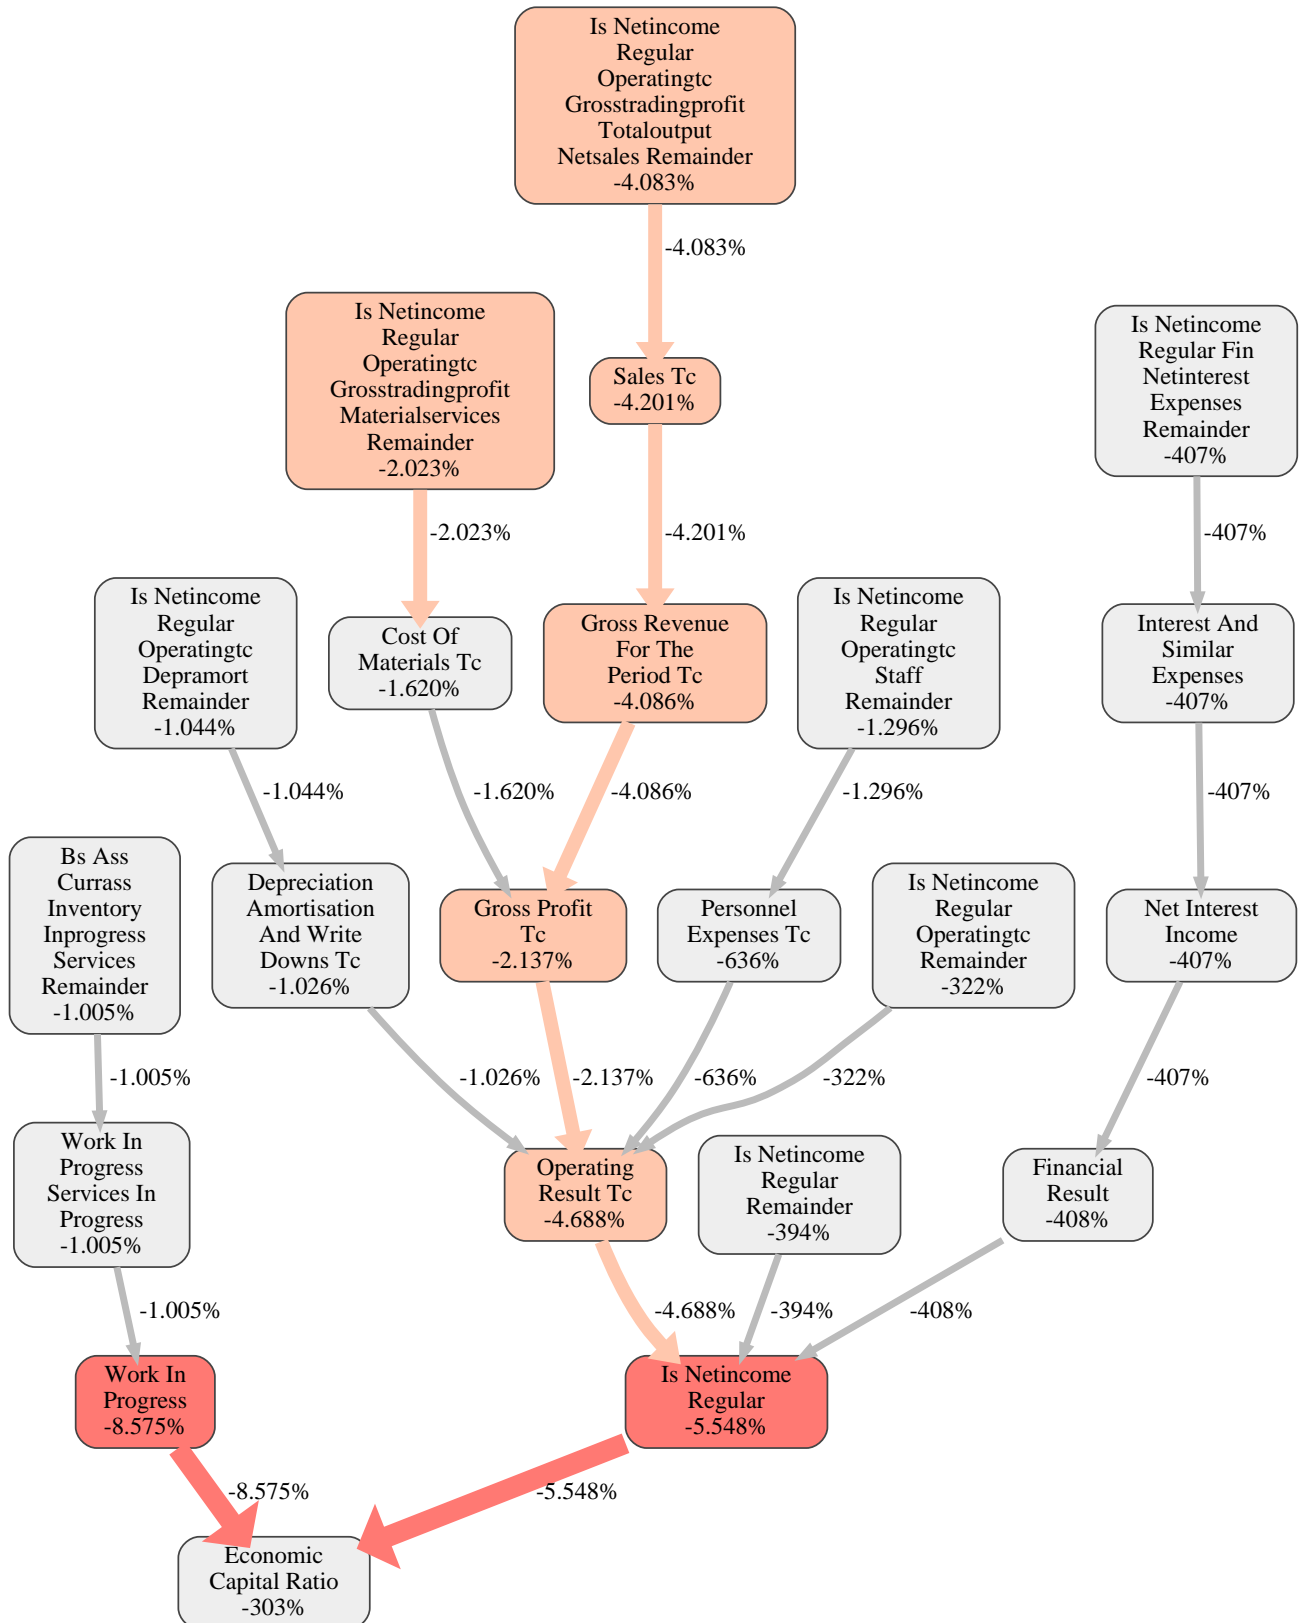 Is Netincome
Regular
Operatingtc
Grosstradingprofit
Totaloutput
Netsales Remainder
-4.083%
-4.083%
Is Netincome
Regular
Operatingtc
Grosstradingprofit
Materialservices
Remainder
-2.023%
Sales Tc
-4.201%
Is Netincome
Regular Fin
Netinterest
Expenses
Remainder
-407%
-2.023%
-4.201%
-407%
Is Netincome
Regular
Operatingtc
Depramort
Remainder
-1.044%
Cost Of
Materials Tc
-1.620%
Gross Revenue
For The
Period Tc
-4.086%
Is Netincome
Regular
Operatingtc
Staff
Remainder
-1.296%
Interest And
Similar
Expenses
-407%
-1.044%
-1.620%
-4.086%
-1.296%
-407%
Bs Ass
Currass
Inventory
Inprogress
Services
Remainder
-1.005%
Depreciation
Amortisation
And Write
Downs Tc
-1.026%
Gross Profit
Tc
-2.137%
Personnel
Expenses Tc
-636%
Is Netincome
Regular
Operatingtc
Remainder
-322%
Net Interest
Income
-407%
-1.005%
-1.026%
-2.137%
-636%
-322%
-407%
Work In
Progress
Services In
Progress
-1.005%
Operating
Result Tc
-4.688%
Is Netincome
Regular
Remainder
-394%
Financial
Result
-408%
-1.005%
-4.688%
-394%
-408%
Work In
Progress
-8.575%
Is Netincome
Regular
-5.548%
-8.575%
-5.548%
Economic
Capital Ratio
-303%